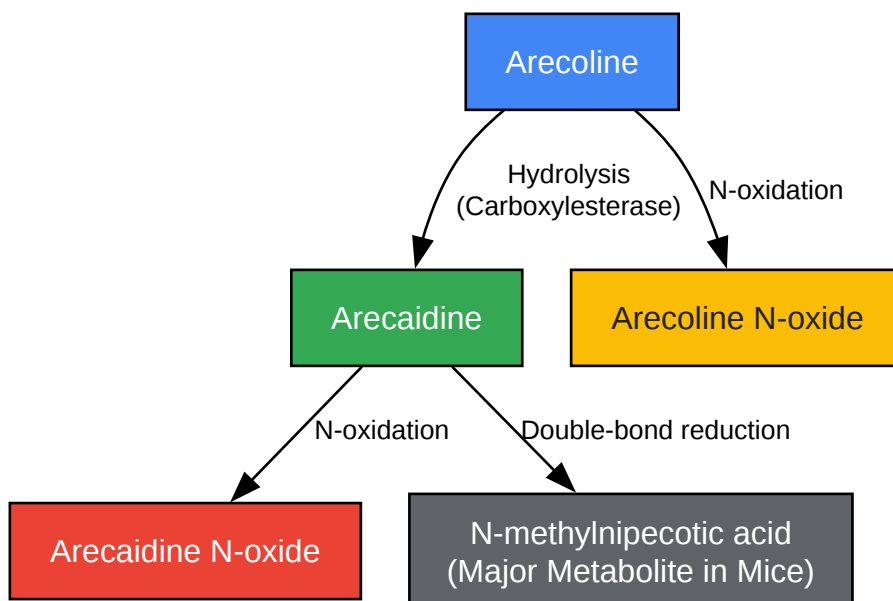 Arecoline
Hydrolysis
(Carboxylesterase)
N-oxidation
Arecaidine
Arecoline N-oxide
N-oxidation
Double-bond reduction
Arecaidine N-oxide
N-methylnipecotic acid
(Major Metabolite in Mice)